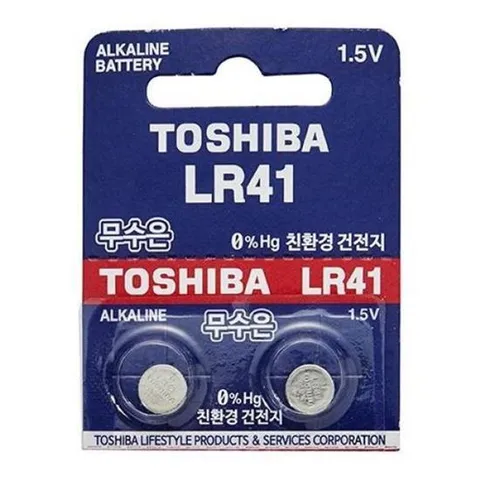 ALKALINE
BATTERY
1.5V
TOSHIBA
LR41
무수은
0%Hg 친환경 건전지
TOSHIBA LR41
ALKALINE
무수은
1.5V
0%Hg
친환경 건전지
TOSHIBA LIFESTYLE PRODUCTS & SERVICES CORPORATION